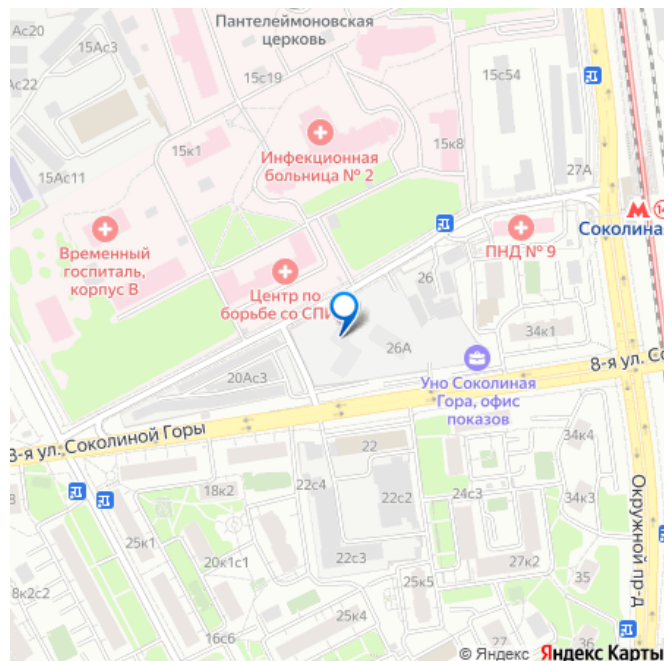 Ас20
15Ас3
Пантелеймоновская
церковь
Ас22
15с19
15с54
15к1
Инфекционная
больница № 2
15к8
15Ас11
27А
14
Соколиная
Временный
госпиталь,
корпус В
ПНД № 9
Центр по
борьбе со СПИ
26
34к1
26А
20Ас3
Уно Соколиная
Гора, офис
показов
8-я ул. Со
8-я ул. Соколиной Горы
22
34к4
22с4
18к2
22с2
24с3
34к3
Окружной пр-д
25к1
20к1с1
22с3
27к2
35
8к2с2
25к5
25к4
36
16с6
© Яндекс Яндекс Карты